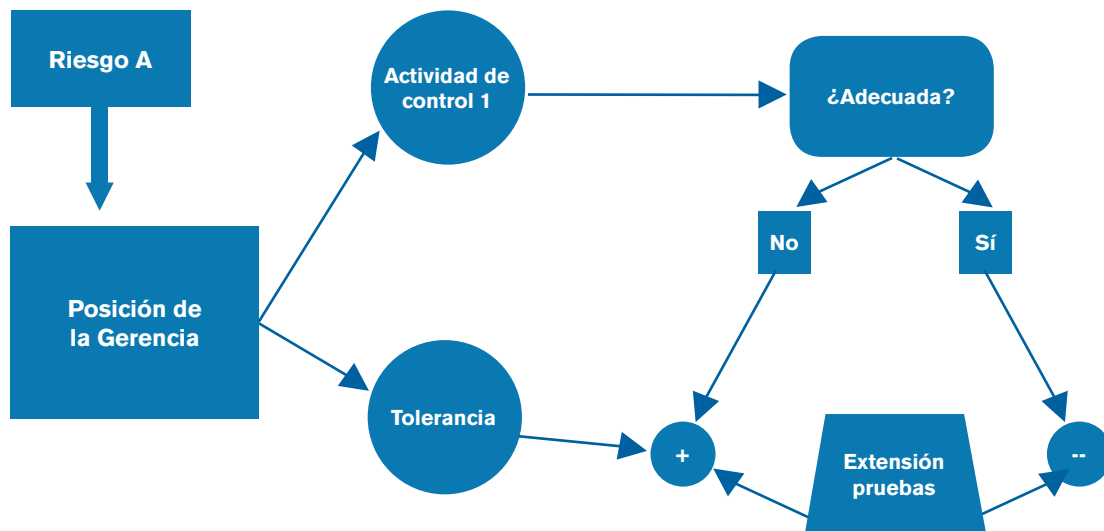 Riesgo A
Posición de
la Gerencia
Actividad de
control 1
Tolerancia
¿Adecuada?
No
Sí
+
Extensión
pruebas
--